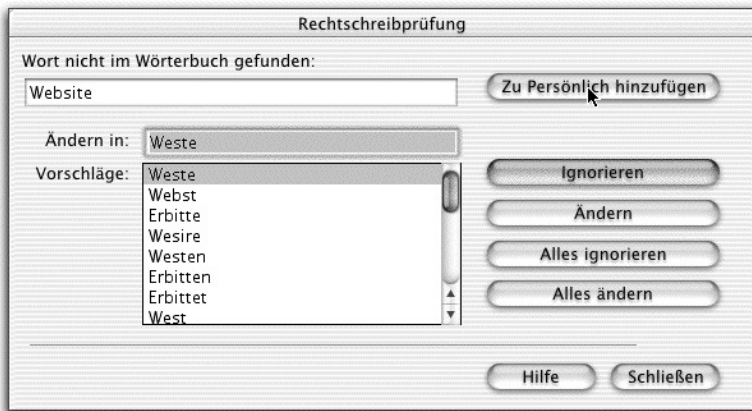 Rechtschreibprüfung
Wort nicht im Wörterbuch gefunden:
Website
Zu Persönlich hinzufügen
Ändern in:
Weste
Vorschläge:
Weste
Webst
Erbitte
Wesire
Westen
Erbitten
Erbittet
West
Ignorieren
Ändern
Alles ignorieren
Alles ändern
Hilfe
Schließen